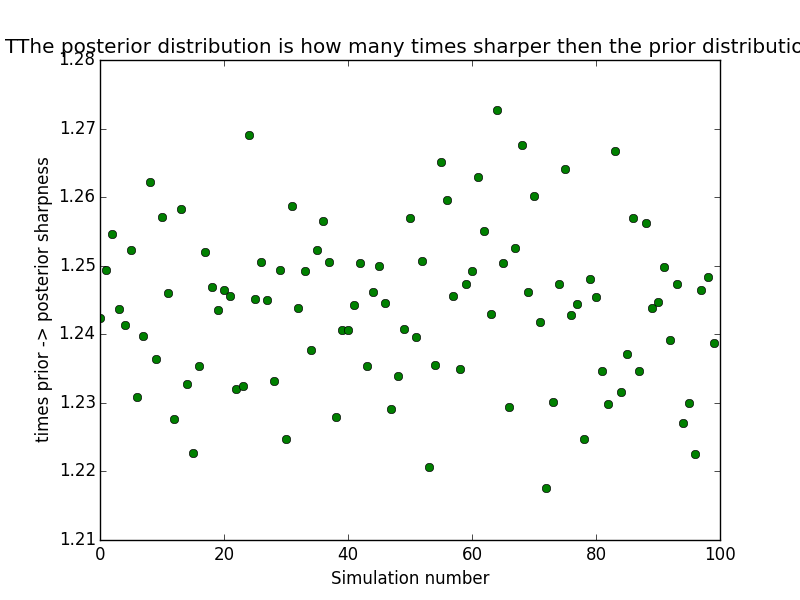 TThe posterior distribution is how many times sharper then the prior distributio
1.28
1.27
1.26
1.25
1.24
1.23
1.22
1.21
times prior -> posterior sharpness
0 20 40 60 80 100
Simulation number